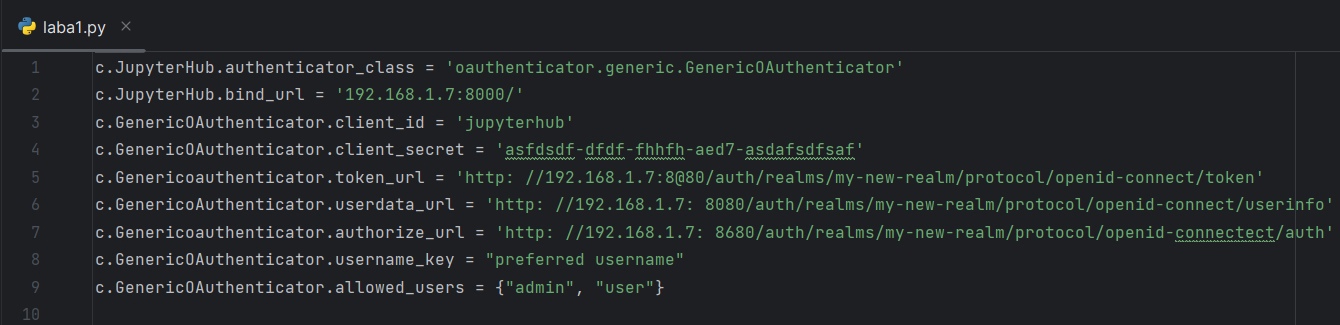 laba1.py
1 c.JupyterHub.authenticator_class = 'oauthenticator.generic.GenericOAuthenticator'
2 c.JupyterHub.bind_url = '192.168.1.7:8000/'
3 c.GenericOAuthenticator.client_id = 'jupyterhub'
4 c.GenericOAuthenticator.client_secret = 'asfdsdf-dfdf-fhhfh-aed7-asdafsdfsaf'
5 c.Genericoauthenticator.token_url = 'http: //192.168.1.7:8@80/auth/realms/my-new-realm/protocol/openid-connect/token'
6 c.GenericoAuthenticator.userdata_url = 'http: //192.168.1.7: 8080/auth/realms/my-new-realm/protocol/openid-connect/userinfo'
7 c.Genericoauthenticator.authorize_url = 'http: //192.168.1.7: 8680/auth/realms/my-new-realm/protocol/openid-connectect/auth'
8 c.GenericOAuthenticator.username_key = "preferred username"
9 c.GenericOAuthenticator.allowed_users = {"admin", "user"}
10